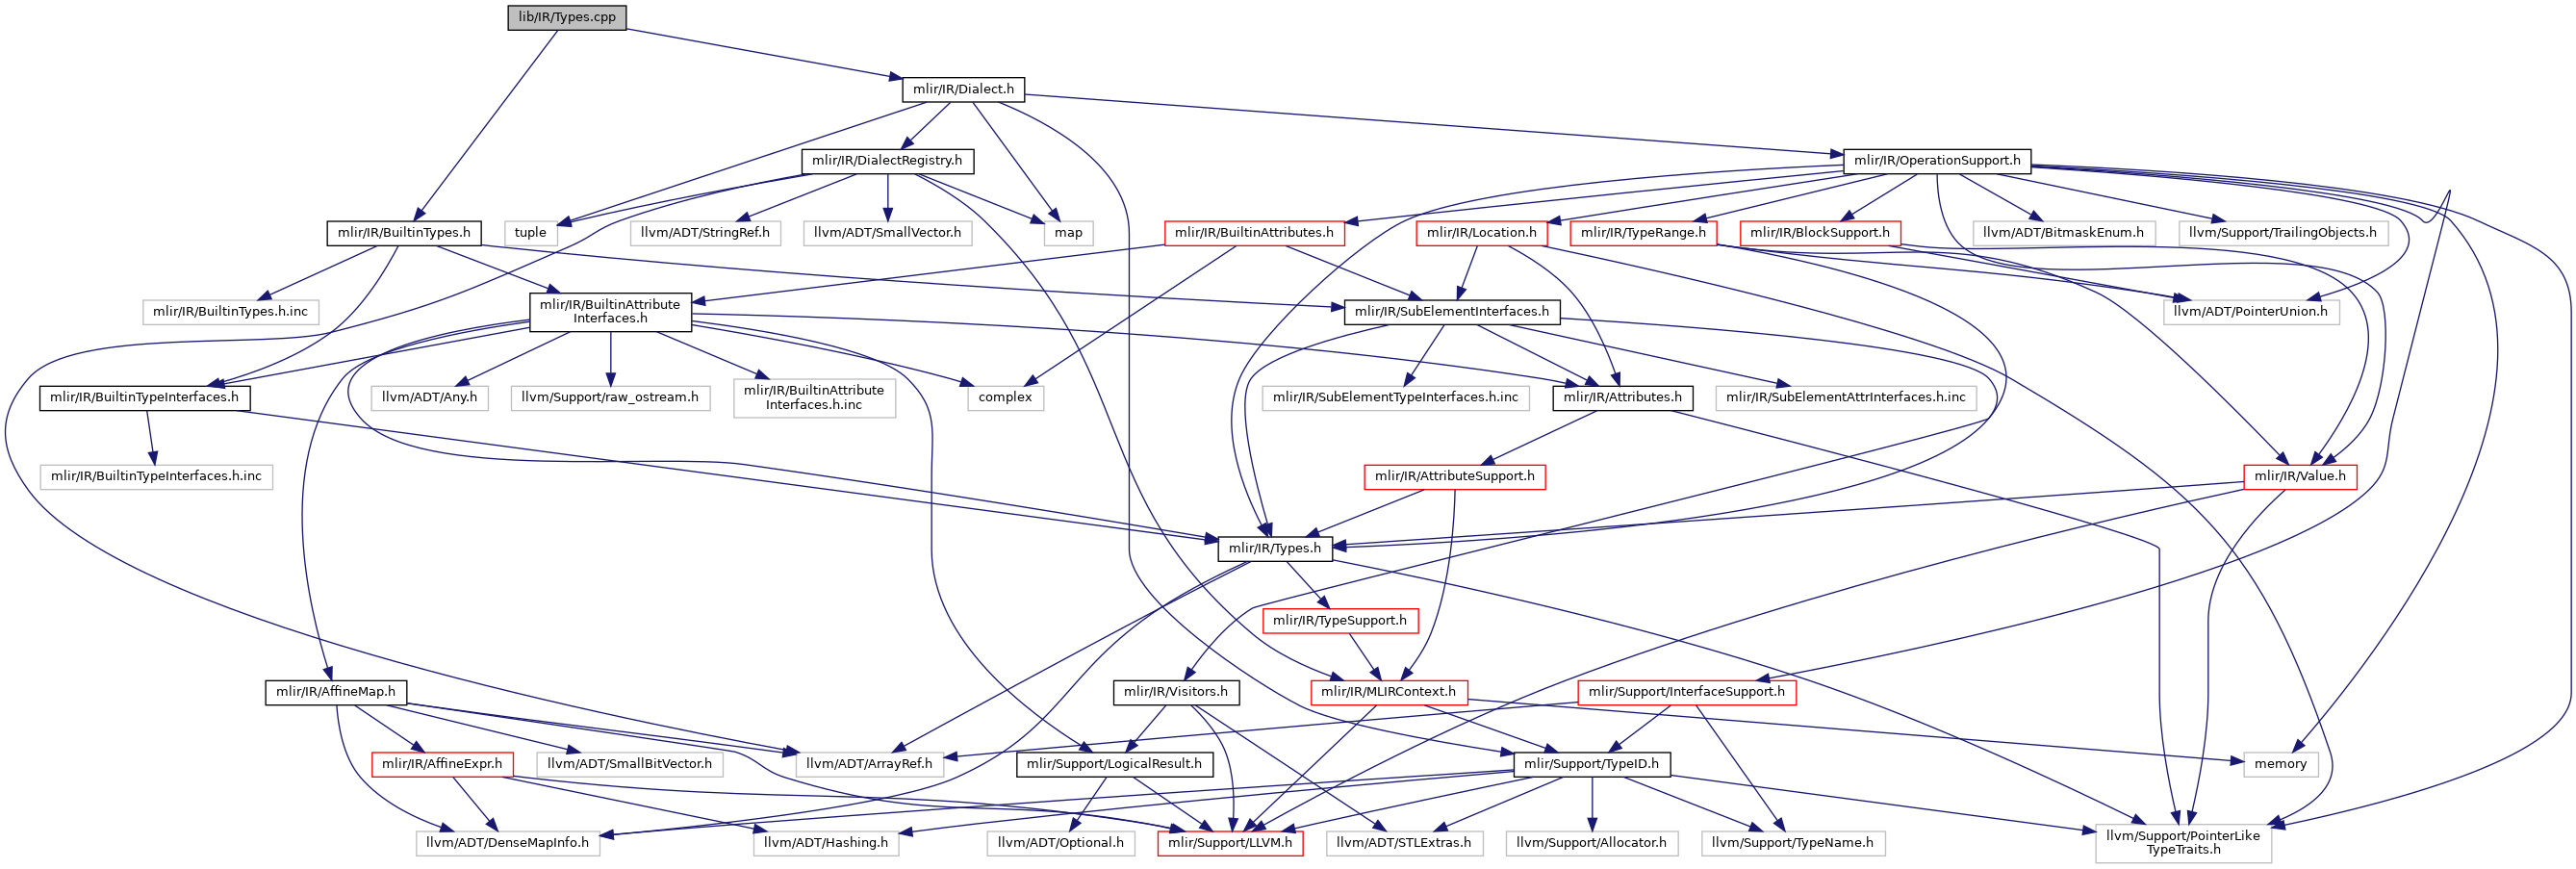 lib/IR/Types.cpp
mlir/IR/Dialect.h
mlir/IR/DialectRegistry.h
mlir/IR/OperationSupport.h
mlir/IR/BuiltinTypes.h
tuple
llvm/ADT/StringRef.h
llvm/ADT/SmallVector.h
map
mlir/IR/BuiltinAttributes.h
mlir/IR/Location.h
mlir/IR/TypeRange.h
mlir/IR/BlockSupport.h
llvm/ADT/BitmaskEnum.h
llvm/Support/TrailingObjects.h
mlir/IR/BuiltinTypes.h.inc
mlir/IR/BuiltinAttribute
Interfaces.h
mlir/IR/SubElementInterfaces.h
llvm/ADT/PointerUnion.h
mlir/IR/BuiltinTypeInterfaces.h
llvm/ADT/Any.h
llvm/Support/raw_ostream.h
mlir/IR/BuiltinAttribute
Interfaces.h.inc
complex
mlir/IR/SubElementTypeInterfaces.h.inc
mlir/IR/Attributes.h
mlir/IR/SubElementAttrInterfaces.h.inc
mlir/IR/BuiltinTypeInterfaces.h.inc
mlir/IR/AttributeSupport.h
mlir/IR/Value.h
mlir/IR/Types.h
mlir/IR/TypeSupport.h
mlir/IR/AffineMap.h
mlir/IR/Visitors.h
mlir/IR/MLIRContext.h
mlir/Support/InterfaceSupport.h
mlir/IR/AffineExpr.h
llvm/ADT/SmallBitVector.h
llvm/ADT/ArrayRef.h
mlir/Support/LogicalResult.h
mlir/Support/TypeID.h
memory
llvm/ADT/DenseMapInfo.h
llvm/ADT/Hashing.h
llvm/ADT/Optional.h
mlir/Support/LLVM.h
llvm/ADT/STLExtras.h
llvm/Support/Allocator.h
llvm/Support/TypeName.h
llvm/Support/PointerLike
TypeTraits.h